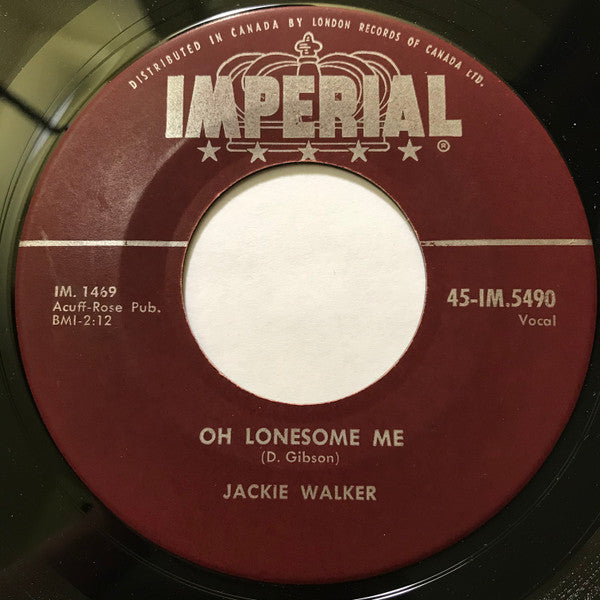 DISTRIBUTED IN CANADA BY LONDON RECORDS OF CANADA LTD.
IMPERIAL
®
IM. 1469
Acuff-Rose Pub.
BMI-2:12
45-IM.5490
Vocal
OH LONESOME ME
(D. Gibson)
JACKiE WALKER